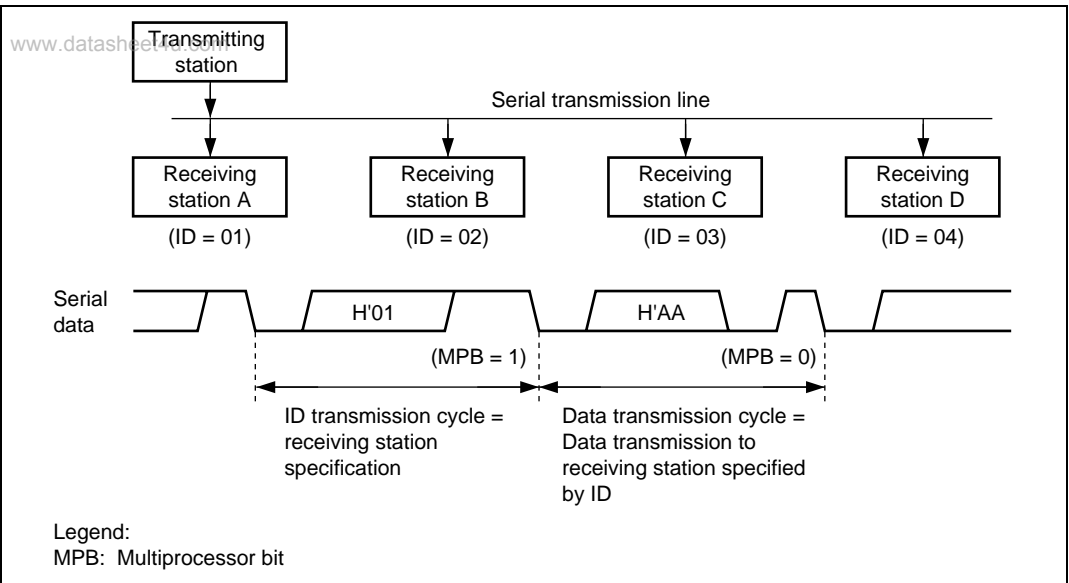 www.datasheet4u.com
Transmitting
station
Serial transmission line
Receiving
station A
Receiving
station B
Receiving
station C
Receiving
station D
(ID = 01)
(ID = 02)
(ID = 03)
(ID = 04)
Serial
data
H'01
H'AA
(MPB = 1)
(MPB = 0)
ID transmission cycle =
receiving station
specification
Data transmission cycle =
Data transmission to
receiving station specified
by ID
Legend:
MPB: Multiprocessor bit